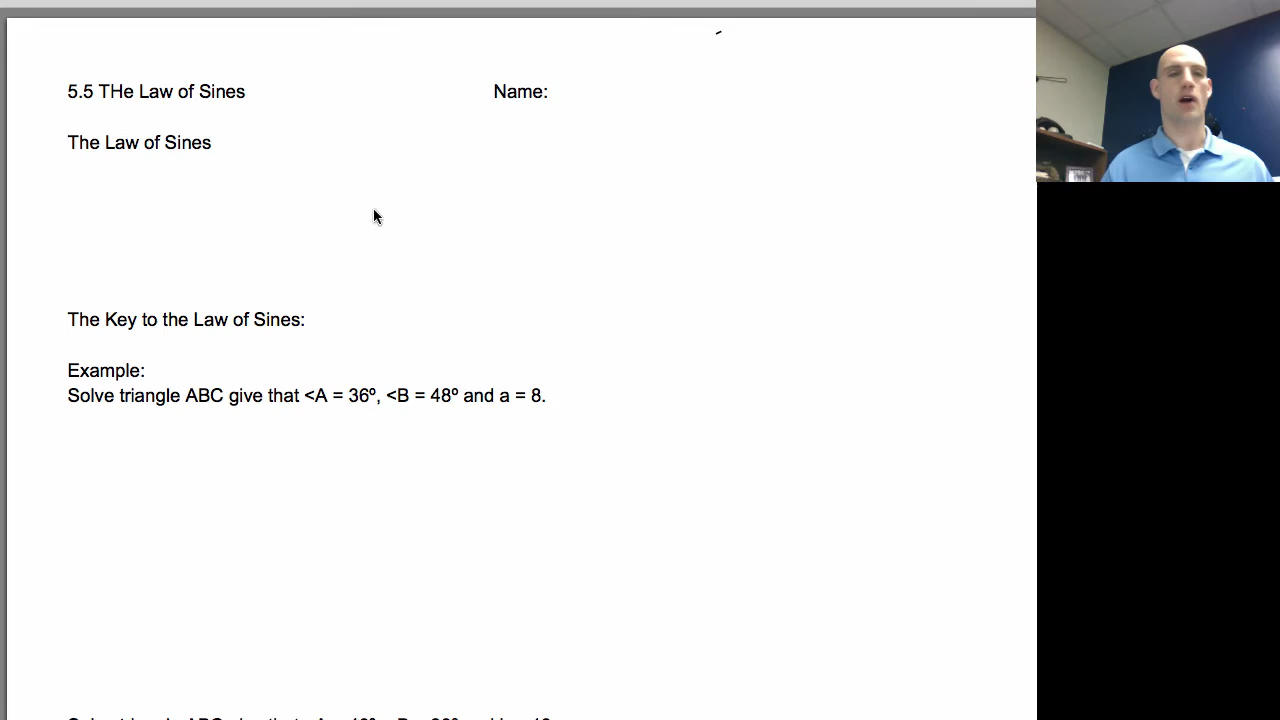 5.5 THe Law of Sines Name:
The Law of Sines
The Key to the Law of Sines:
Example:
Solve triangle ABC give that <A = 36º, <B = 48º and a = 8.